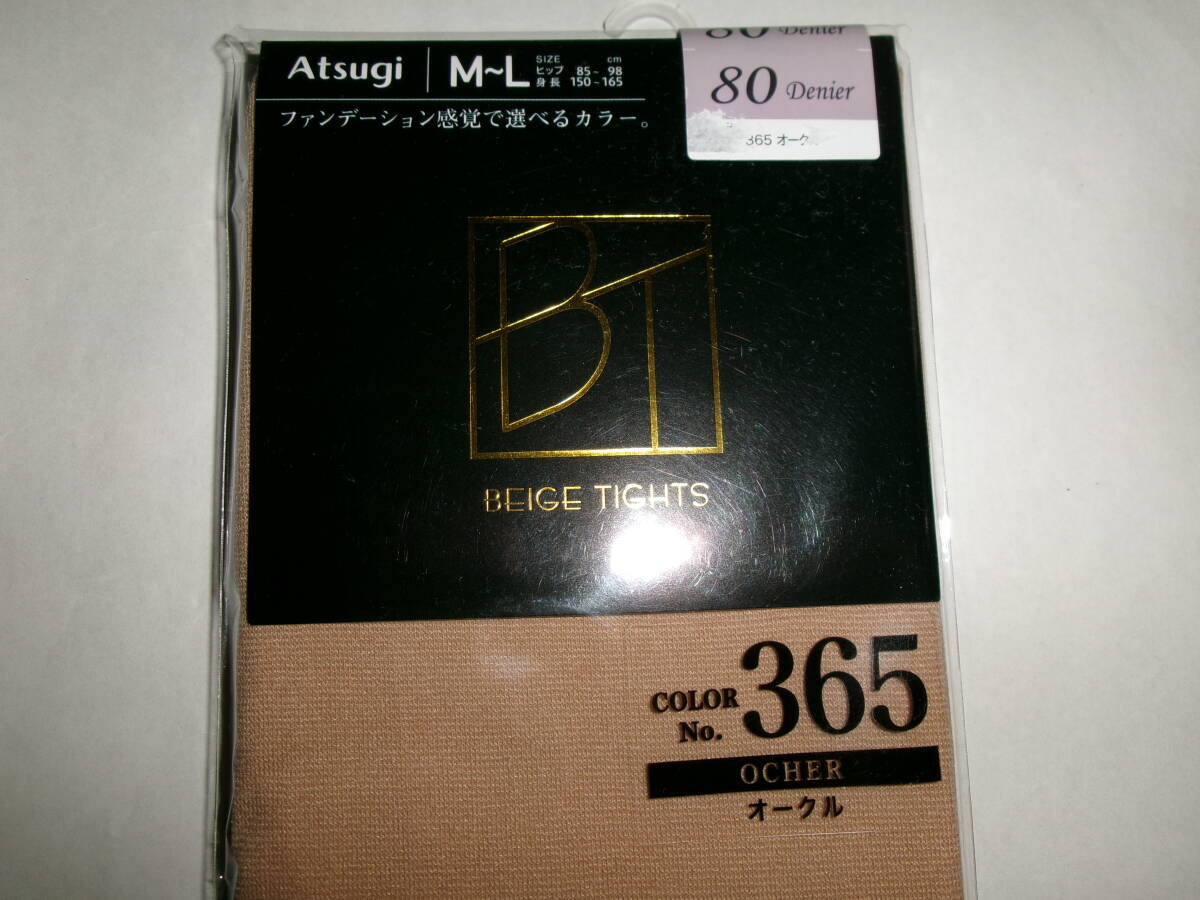 Atsugi M~L SIZE cm
ヒップ 85~98
身長 150~165
ファンデーション感覚で選べるカラー。
80 Denier
80 Denier
365 オーク
BT
BEIGE TIGHTS
COLOR No. 365
OCHER
オークル